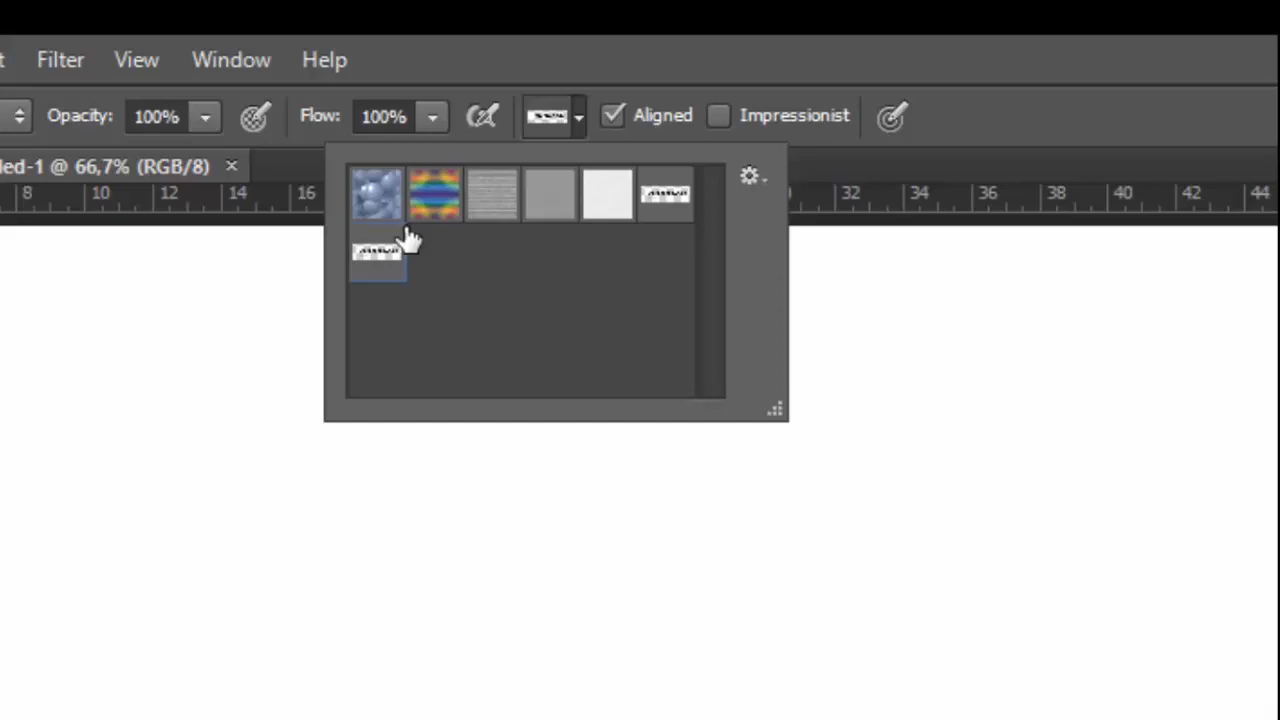 Filter View Window Help
Opacity: 100% Flow: 100% Aligned Impressionist
led-1 @ 66,7% (RGB/8) ×
8 10 12 14 16 32 34 36 38 40 42 44